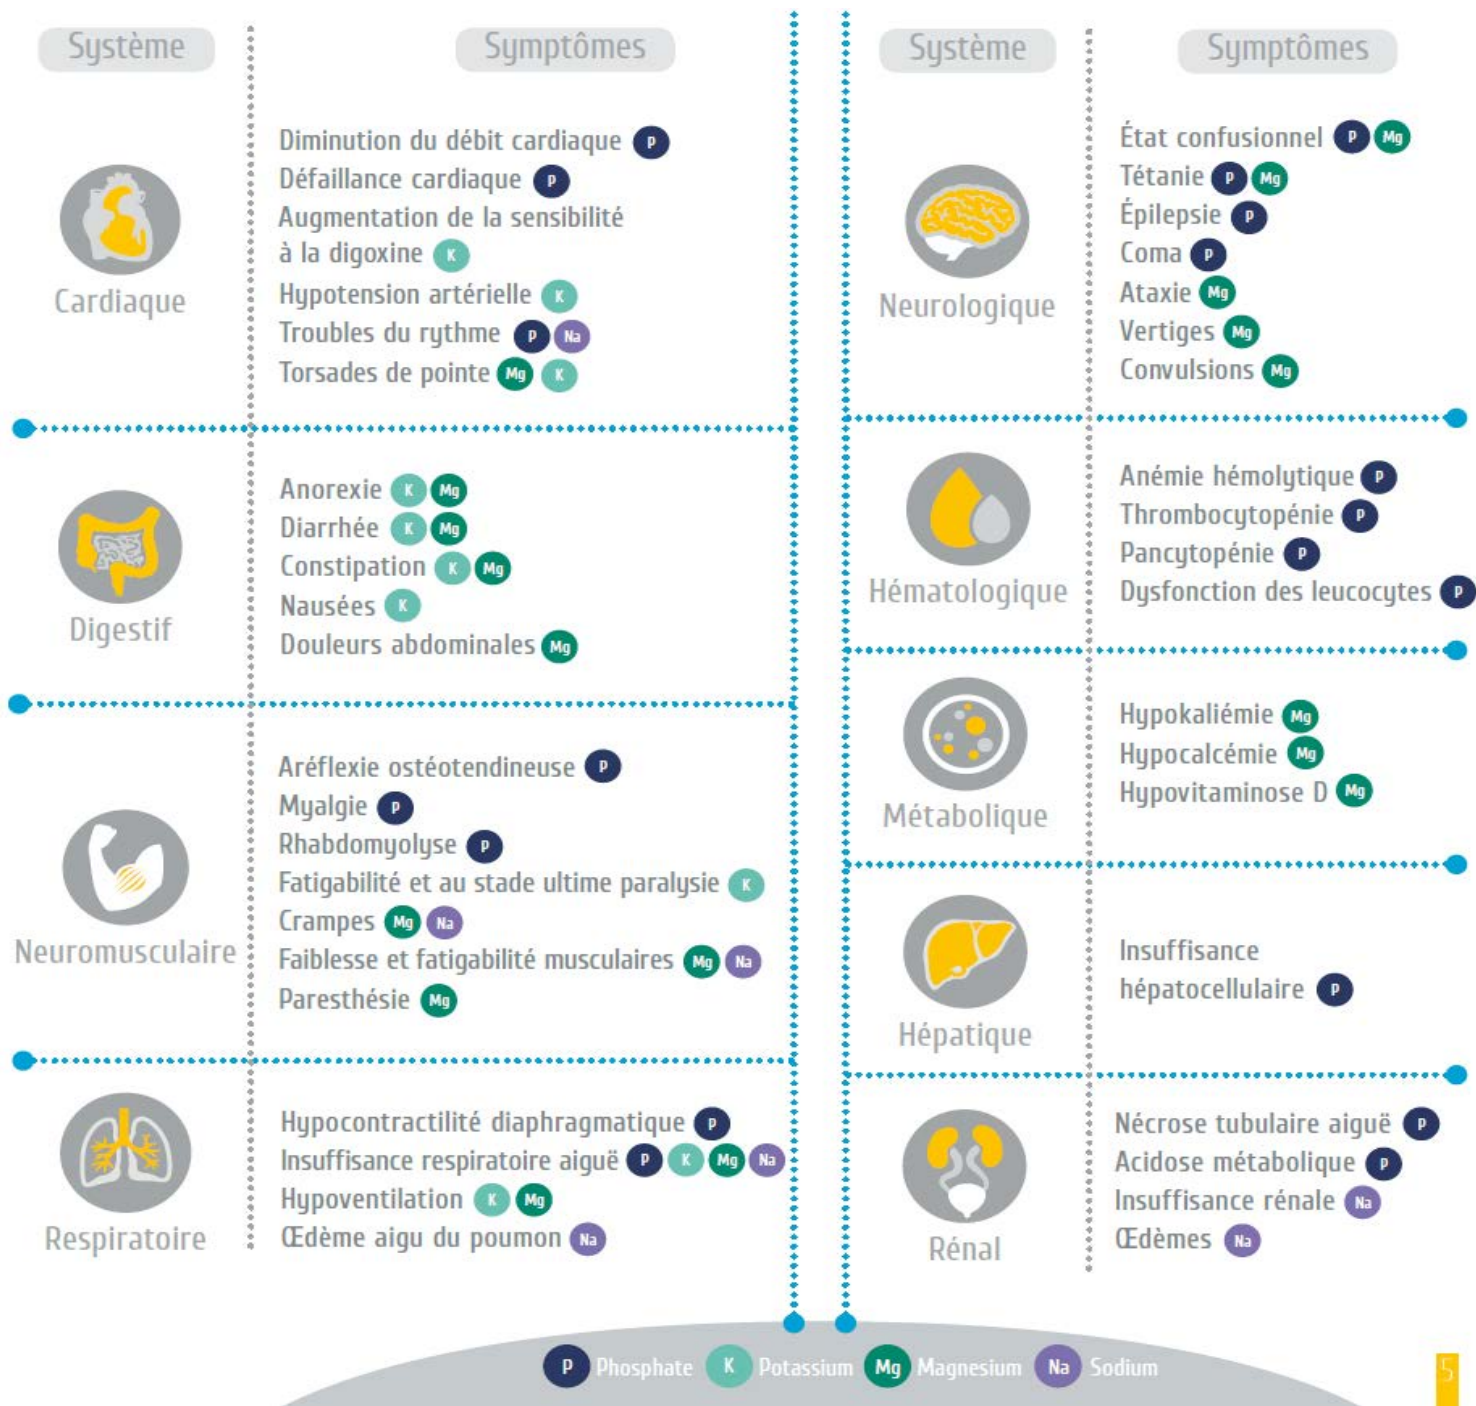 Système
Symptômes
Cardiaque
Diminution du débit cardiaque P
Défaillance cardiaque P
Augmentation de la sensibilité
à la digoxine K
Hypotension artérielle K
Troubles du rythme P Na
Torsades de pointe Mg K
Digestif
Anorexie K Mg
Diarrhée K Mg
Constipation K Mg
Nausées K
Douleurs abdominales Mg
Neuromusculaire
Aréflexie ostéotendineuse P
Myalgie P
Rhabdomyolyse P
Fatigabilité et au stade ultime paralysie K
Crampes Mg Na
Faiblesse et fatigabilité musculaires Mg Na
Paresthésie Mg
Respiratoire
Hypocontractilité diaphragmatique P
Insuffisance respiratoire aiguë P K Mg Na
Hypoventilation K Mg
Œdème aigu du poumon Na
Système
Symptômes
Neurologique
État confusionnel P Mg
Tétanie P Mg
Épilepsie P
Coma P
Ataxie Mg
Vertiges Mg
Convulsions Mg
Hématologique
Anémie hémolytique P
Thrombocytopénie P
Pancytopénie P
Dysfonction des leucocytes P
Métabolique
Hypokaliémie Mg
Hypocalcémie Mg
Hypovitaminose D Mg
Hépatique
Insuffisance
hépatocellulaire P
Rénal
Nécrose tubulaire aiguë P
Acidose métabolique P
Insuffisance rénale Na
Œdèmes Na
P Phosphate K Potassium Mg Magnesium Na Sodium
5